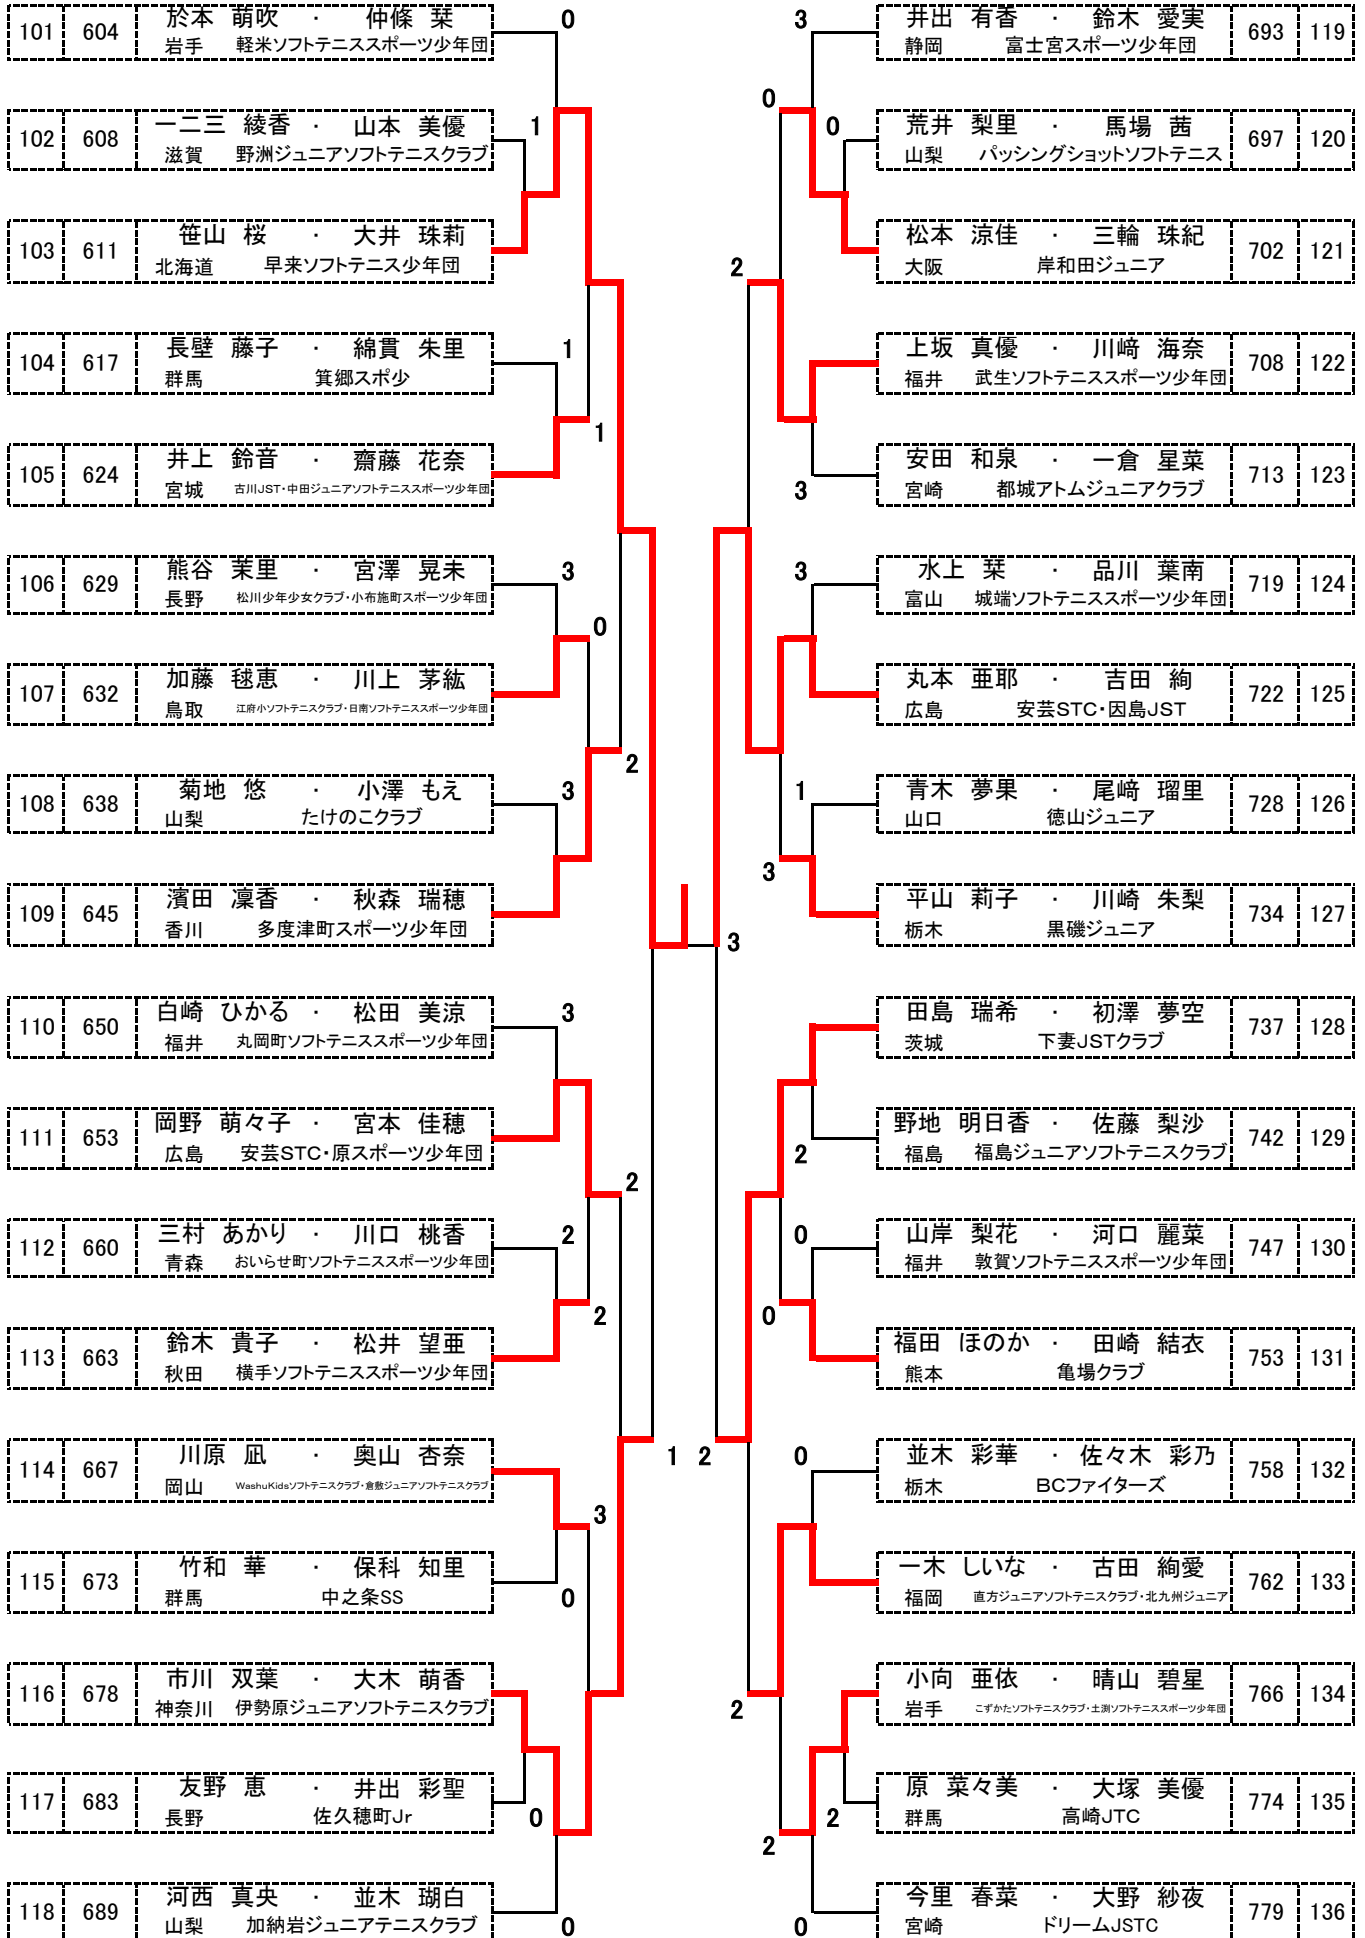 101 604 於本 萌吹 ・ 仲條 栞
岩手 軽米ソフトテニススポーツ少年団
0
102 608 一二三 綾香 ・ 山本 美優
滋賀 野洲ジュニアソフトテニスクラブ
1
103 611 笹山 桜 ・ 大井 珠莉
北海道 早来ソフトテニス少年団
104 617 長壁 藤子 ・ 綿貫 朱里
群馬 箕郷スポ少
1
105 624 井上 鈴音 ・ 齋藤 花奈
宮城 古川JST・中田ジュニアソフトテニススポーツ少年団
1
106 629 熊谷 茉里 ・ 宮澤 晃未
長野 松川少年少女クラブ・小布施町スポーツ少年団
3
0
107 632 加藤 毬恵 ・ 川上 茅紘
鳥取 江府小ソフトテニスクラブ・日南ソフトテニススポーツ少年団
2
108 638 菊地 悠 ・ 小澤 もえ
山梨 たけのこクラブ
3
109 645 濱田 凜香 ・ 秋森 瑞穂
香川 多度津町スポーツ少年団
110 650 白崎 ひかる ・ 松田 美涼
福井 丸岡町ソフトテニススポーツ少年団
3
111 653 岡野 萌々子 ・ 宮本 佳穂
広島 安芸STC・原スポーツ少年団
2
112 660 三村 あかり ・ 川口 桃香
青森 おいらせ町ソフトテニススポーツ少年団
2
2
113 663 鈴木 貴子 ・ 松井 望亜
秋田 横手ソフトテニススポーツ少年団
1
114 667 川原 凪 ・ 奥山 杏奈
岡山 WashuKidsソフトテニスクラブ・倉敷ジュニアソフトテニスクラブ
3
115 673 竹和 華 ・ 保科 知里
群馬 中之条SS
0
116 678 市川 双葉 ・ 大木 萌香
神奈川 伊勢原ジュニアソフトテニスクラブ
117 683 友野 恵 ・ 井出 彩聖
長野 佐久穂町Jr
0
118 689 河西 真央 ・ 並木 瑚白
山梨 加納岩ジュニアテニスクラブ
0
3
井出 有香 ・ 鈴木 愛実 693 119
静岡 富士宮スポーツ少年団
0
0
荒井 梨里 ・ 馬場 茜 697 120
山梨 パッシングショットソフトテニス
松本 涼佳 ・ 三輪 珠紀 702 121
大阪 岸和田ジュニア
2
上坂 真優 ・ 川﨑 海奈 708 122
福井 武生ソフトテニススポーツ少年団
安田 和泉 ・ 一倉 星菜 713 123
宮崎 都城アトムジュニアクラブ
3
3
水上 栞 ・ 品川 葉南 719 124
富山 城端ソフトテニススポーツ少年団
丸本 亜耶 ・ 吉田 絢 722 125
広島 安芸STC・因島JST
1
青木 夢果 ・ 尾﨑 瑠里 728 126
山口 徳山ジュニア
3
平山 莉子 ・ 川崎 朱梨 734 127
栃木 黒磯ジュニア
3
田島 瑞希 ・ 初澤 夢空 737 128
茨城 下妻JSTクラブ
野地 明日香 ・ 佐藤 梨沙 742 129
福島 福島ジュニアソフトテニスクラブ
2
0
山岸 梨花 ・ 河口 麗菜 747 130
福井 敦賀ソフトテニススポーツ少年団
0
福田 ほのか ・ 田崎 結衣 753 131
熊本 亀場クラブ
2
0
並木 彩華 ・ 佐々木 彩乃 758 132
栃木 BCファイターズ
一木 しいな ・ 古田 絢愛 762 133
福岡 直方ジュニアソフトテニスクラブ・北九州ジュニア
2
小向 亜依 ・ 晴山 碧星 766 134
岩手 こずかたソフトテニスクラブ・土渕ソフトテニススポーツ少年団
原 菜々美 ・ 大塚 美優 774 135
群馬 高崎JTC
2
2
今里 春菜 ・ 大野 紗夜 779 136
宮崎 ドリームJSTC
0